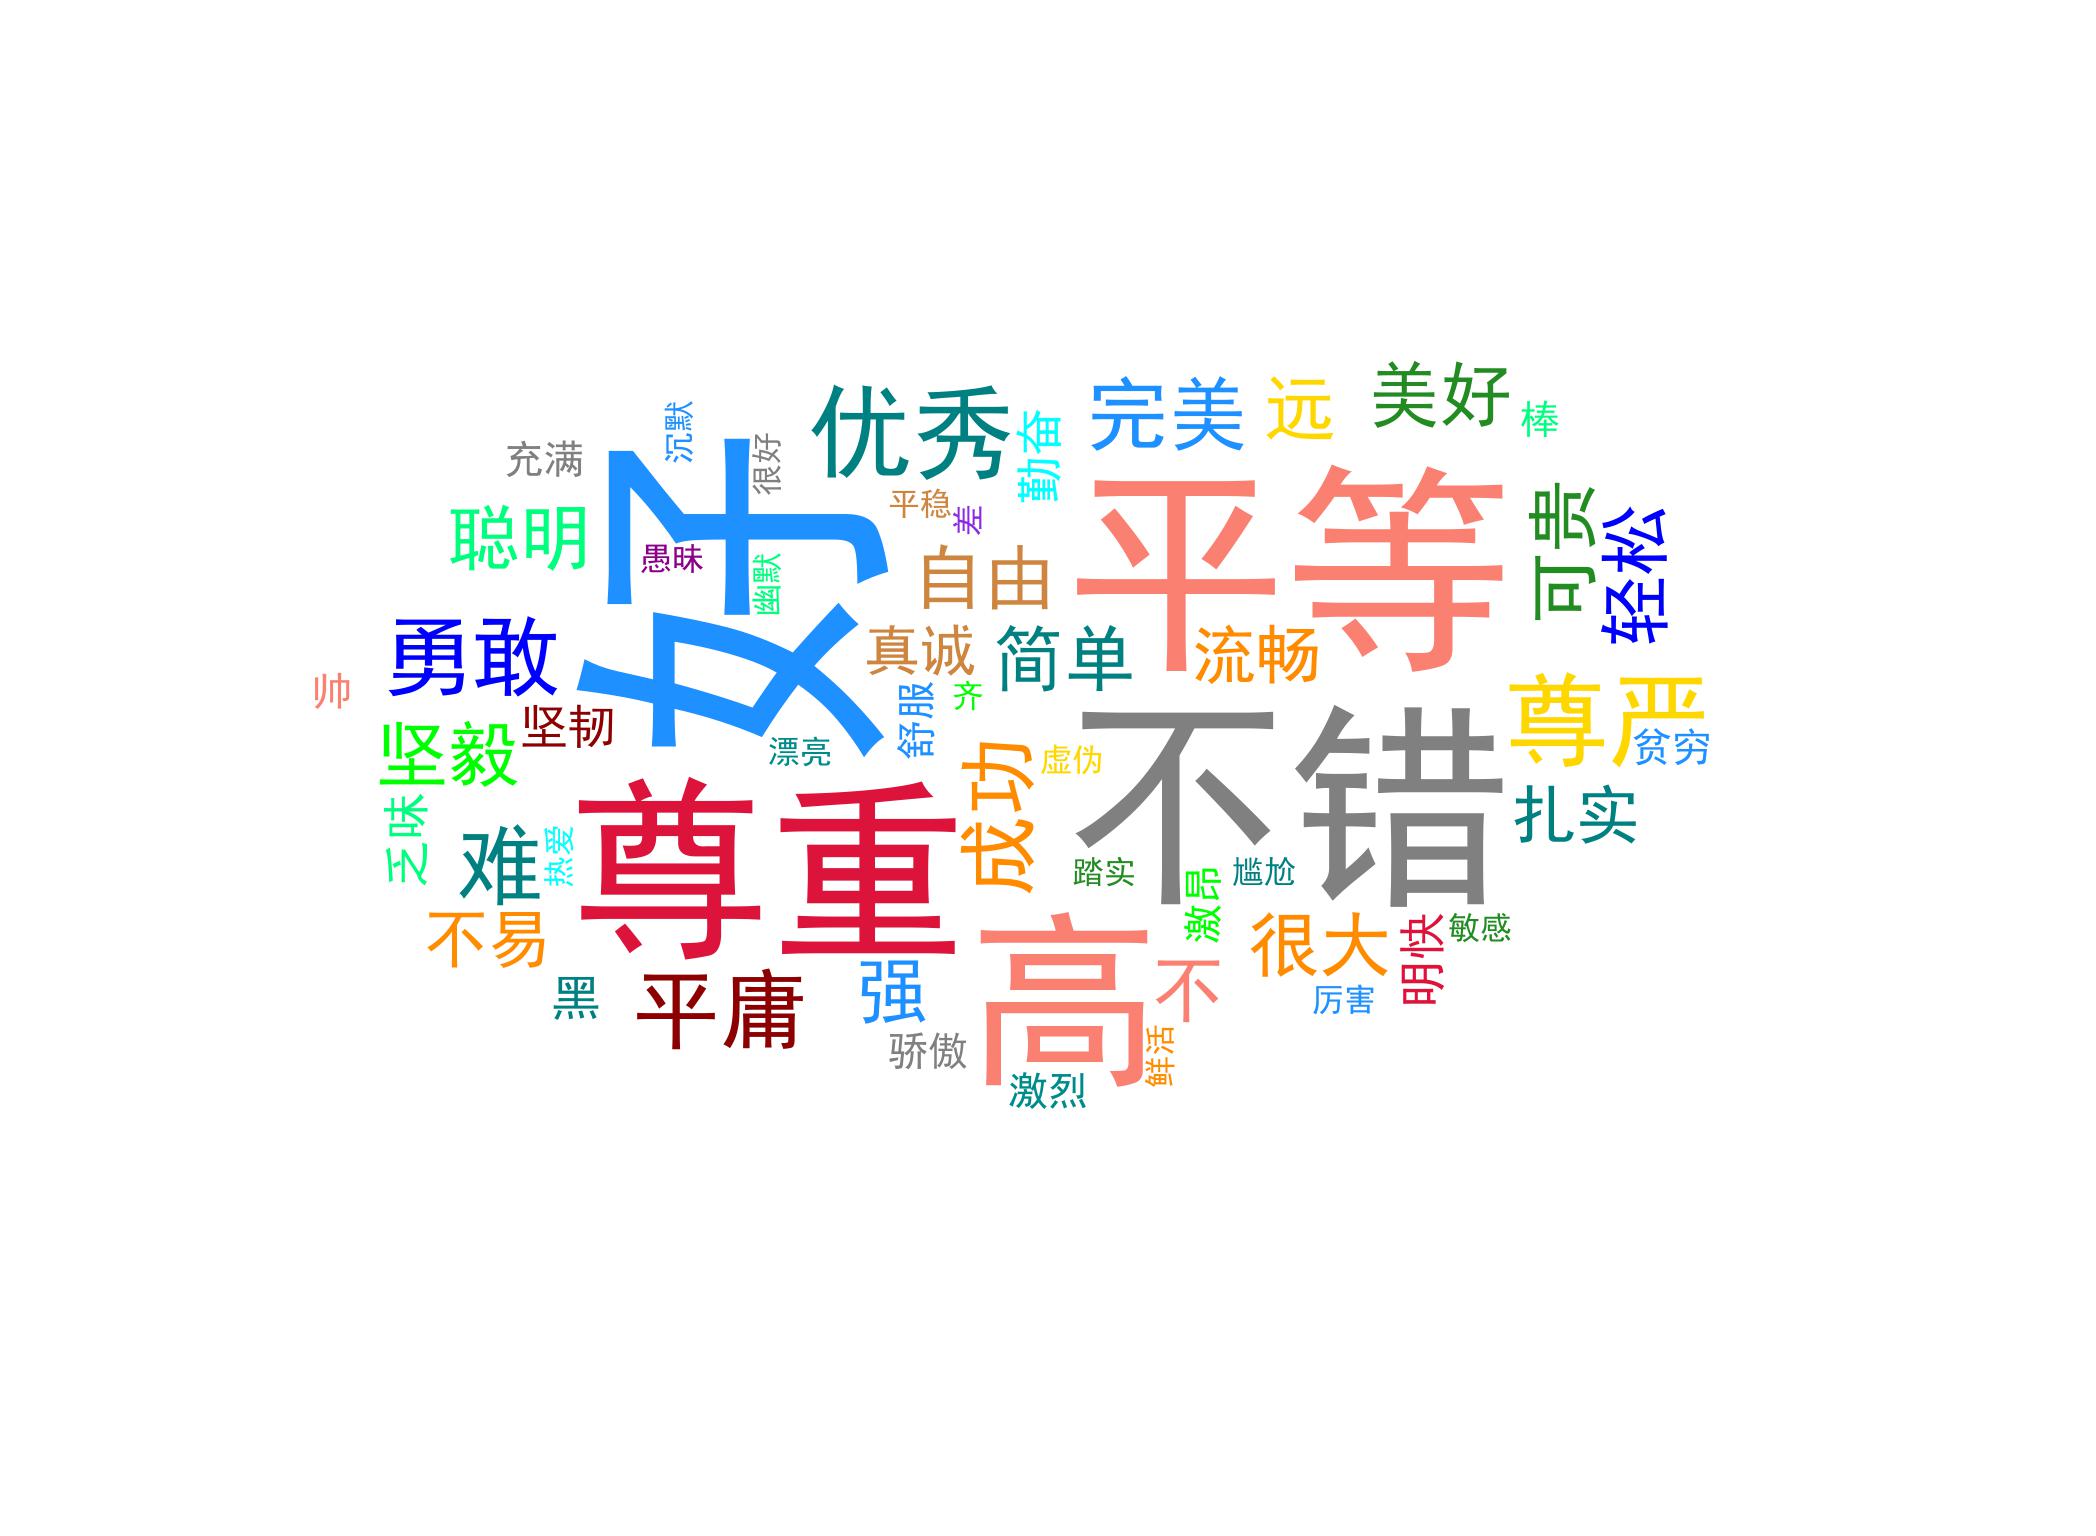 优秀
完美
远
美好
棒
沉默
很好
勤奋
充满
平等
平稳
差
聪明
好
愚昧
幽默
自由
可贵
轻松
勇敢
真诚
简单
流畅
帅
坚毅
坚韧
舒服
齐
不错
尊严
贫穷
漂亮
成功
虚伪
扎实
乏味
难
热爱
尊重
踏实
尴尬
激昂
不易
高
很大
明快
敏感
黑
平庸
强
不
厉害
骄傲
鲜活
激烈